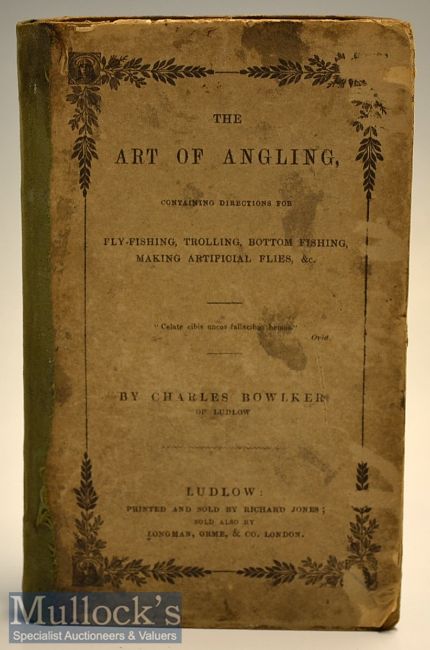 THE
ART OF ANGLING,
CONTAINING DIRECTIONS FOR
FLY-FISHING, TROLLING, BOTTOM FISHING,
MAKING ARTIFICIAL FLIES, &c.
"Celate cibis uncos fallacibus hamos."
Ovid.
BY CHARLES BOWLKER
OF LUDLOW
LUDLOW:
PRINTED AND SOLD BY RICHARD JONES;
SOLD ALSO BY
LONGMAN, ORME, & CO. LONDON.
Mullock's
Specialist Auctioneers & Valuers